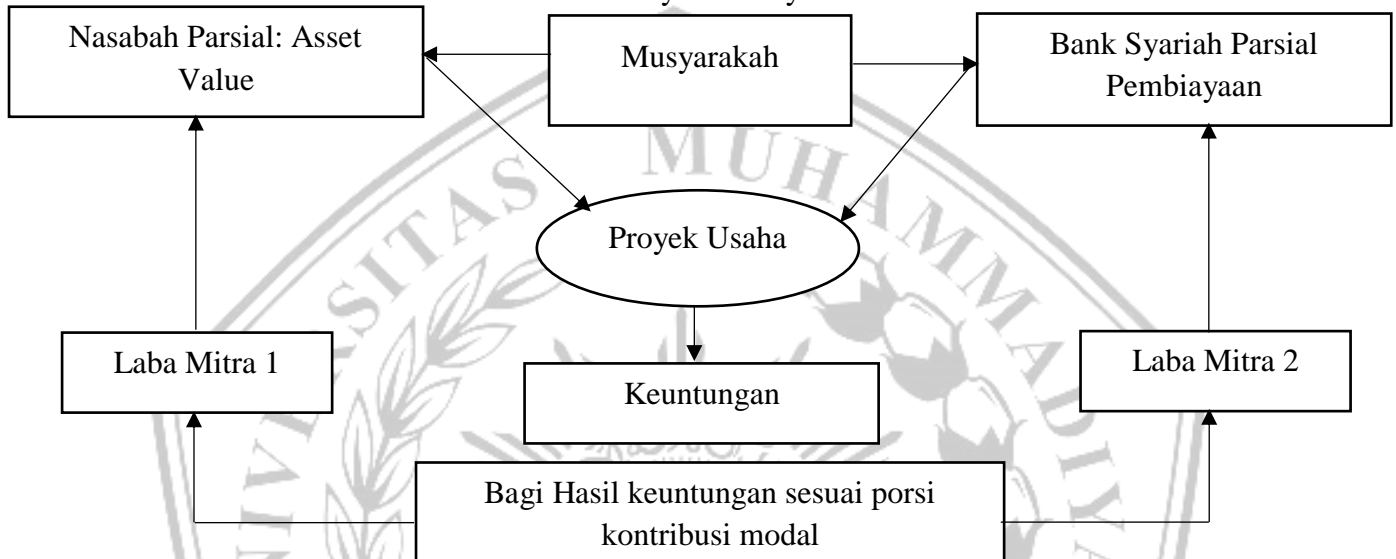 Nasabah Parsial: Asset
Value
Musyarakah
Bank Syariah Parsial
Pembiayaan
Proyek Usaha
Laba Mitra 1
Keuntungan
Laba Mitra 2
Bagi Hasil keuntungan sesuai porsi
kontribusi modal
MUHAMMADIYA